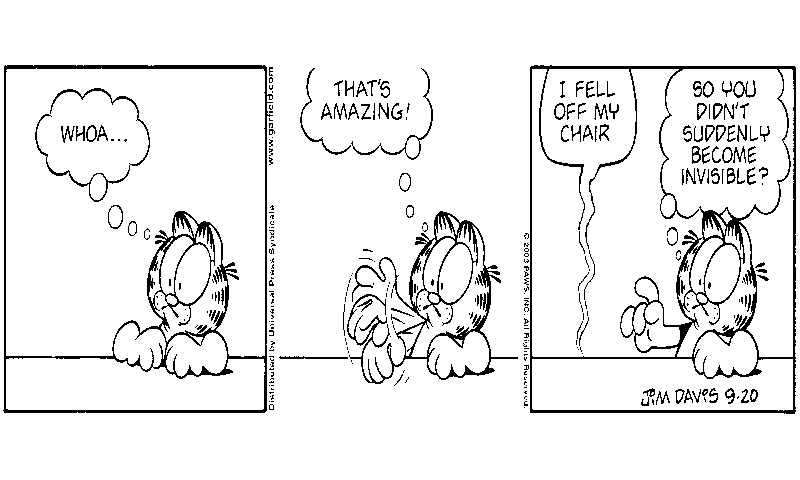 WHOA...
www.garfield.com
Distributed by Universal Press Syndicate
THAT'S
AMAZING!
© 2003 PAWS, INC. All Rights Reserved.
I FELL
OFF MY
CHAIR
SO YOU
DIDN'T
SUDDENLY
BECOME
INVISIBLE?
JIM DAVIS 9·20